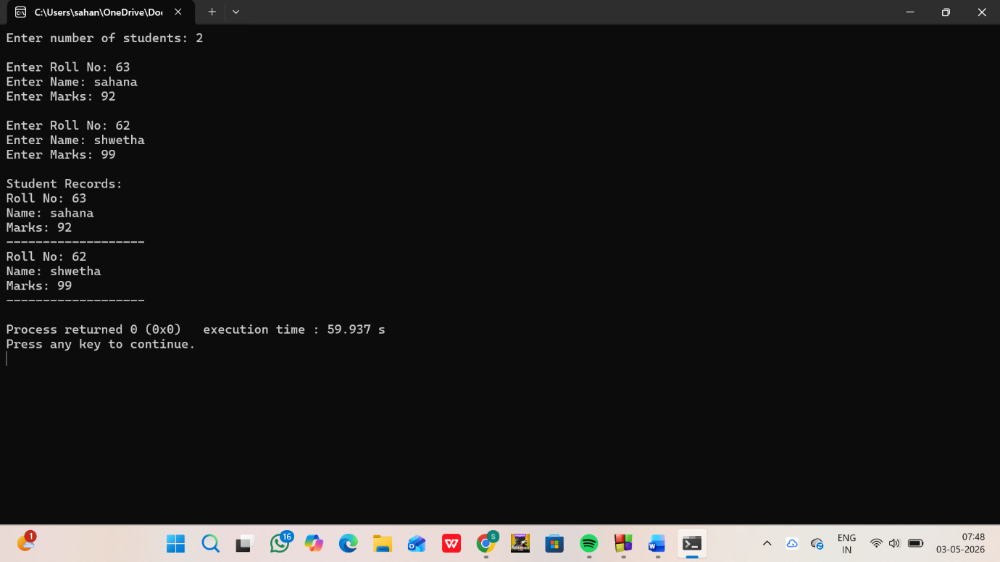 C:\Users\sahan\OneDrive\Doc
Enter number of students: 2
Enter Roll No: 63
Enter Name: sahana
Enter Marks: 92
Enter Roll No: 62
Enter Name: shwetha
Enter Marks: 99
Student Records:
Roll No: 63
Name: sahana
Marks: 92
-------------------
Roll No: 62
Name: shwetha
Marks: 99
-------------------
Process returned 0 (0x0)   execution time : 59.937 s
Press any key to continue.
1
16
S
ENG
IN
07:48
03-05-2026